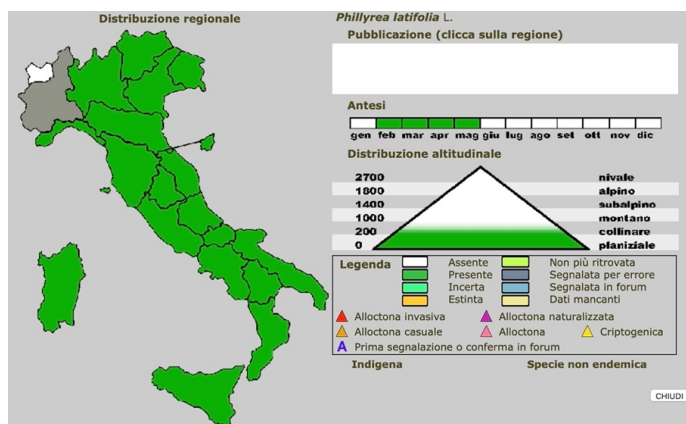 Distribuzione regionale
Phillyrea latifolia L.
Pubblicazione (clicca sulla regione)
Antesi
gen feb mar apr mag giu lug ago set ott nov dic
Distribuzione altitudinale
2700 nivale
1800 alpino
1400 subalpino
1000 montano
200 collinare
0 planiziale
Legenda
Assente Non più ritrovata
Presente Segnalata per errore
Incerta Segnalata in forum
Estinta Dati mancanti
Alloctona invasiva Alloctona naturalizzata
Alloctona casuale Alloctona Criptogenica
A Prima segnalazione o conferma in forum
Indigena Specie non endemica
CHIUDI